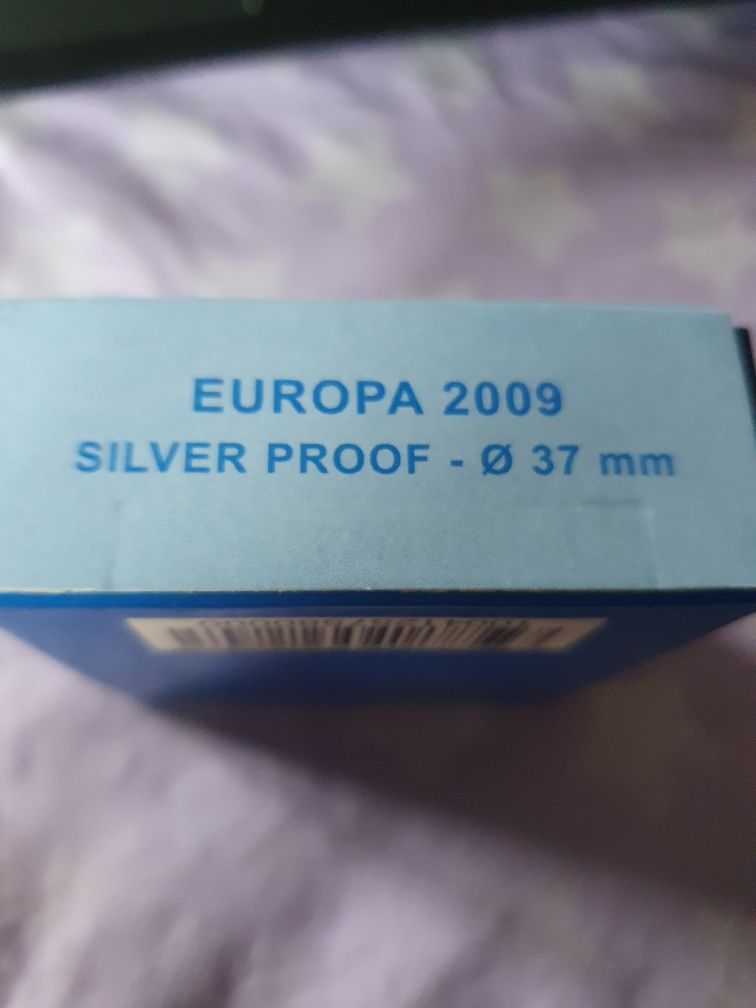 EUROPA 2009
SILVER PROOF - Ø 37 mm